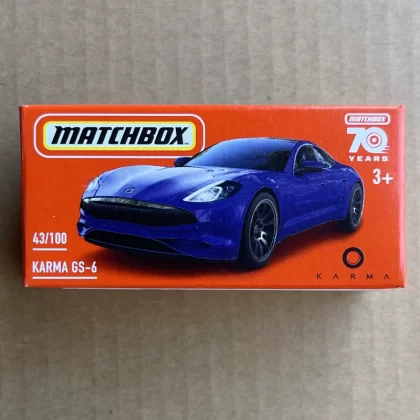 MATCHBOX
MATCHBOX
70
YEARS
3+
43/100
KARMA GS-6
KARMA